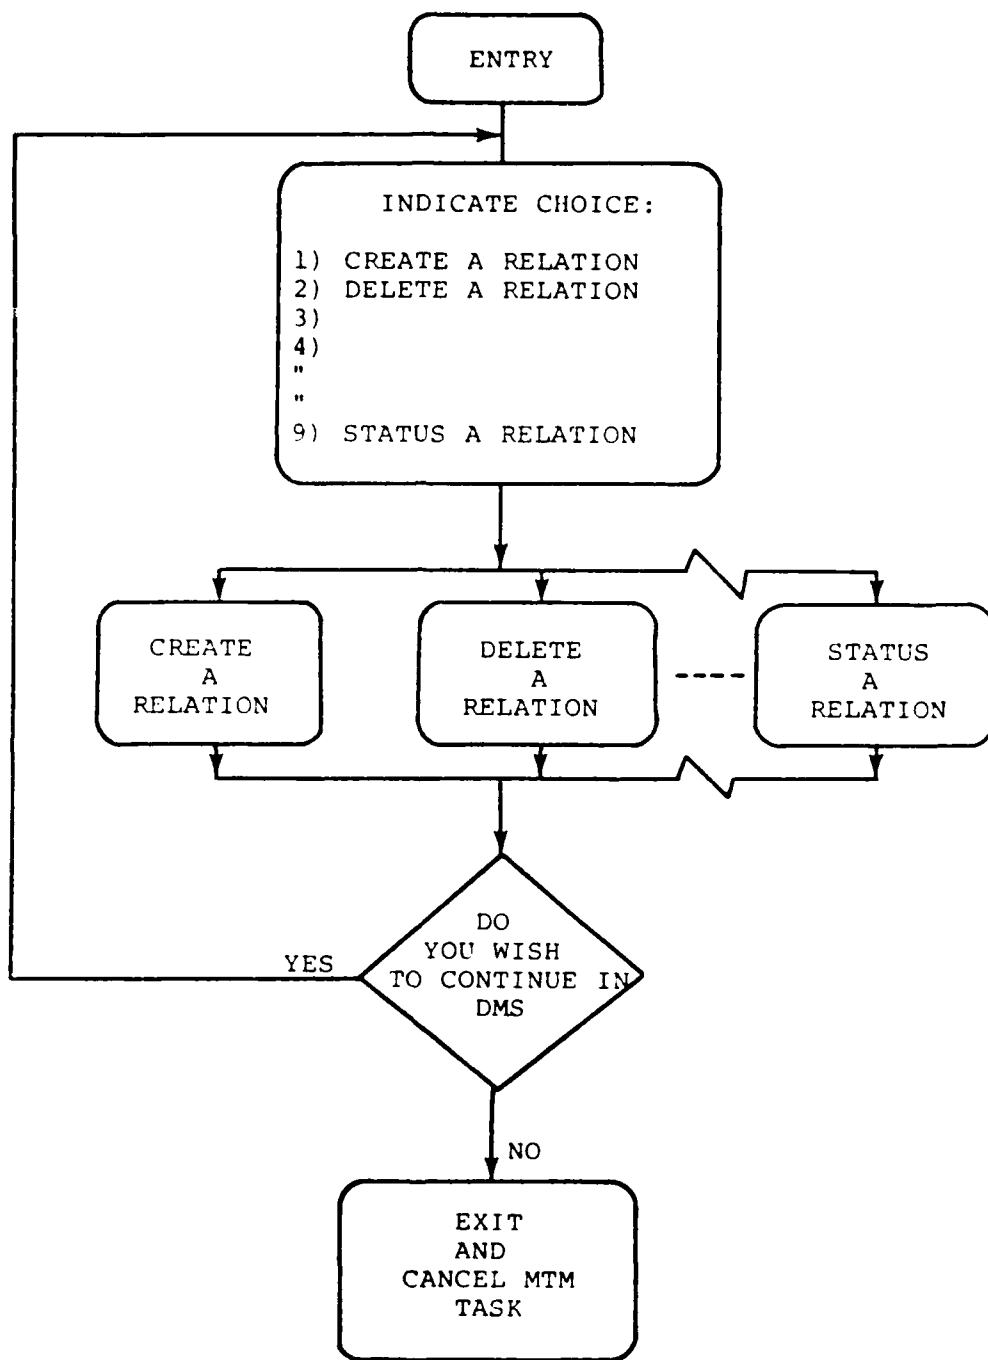 ENTRY
INDICATE CHOICE:
1) CREATE A RELATION
2) DELETE A RELATION
3)
4)
"
"
9) STATUS A RELATION
CREATE
A
RELATION
DELETE
A
RELATION
STATUS
A
RELATION
DO
YOU WISH
TO CONTINUE IN
DMS
YES
NO
EXIT
AND
CANCEL MTM
TASK